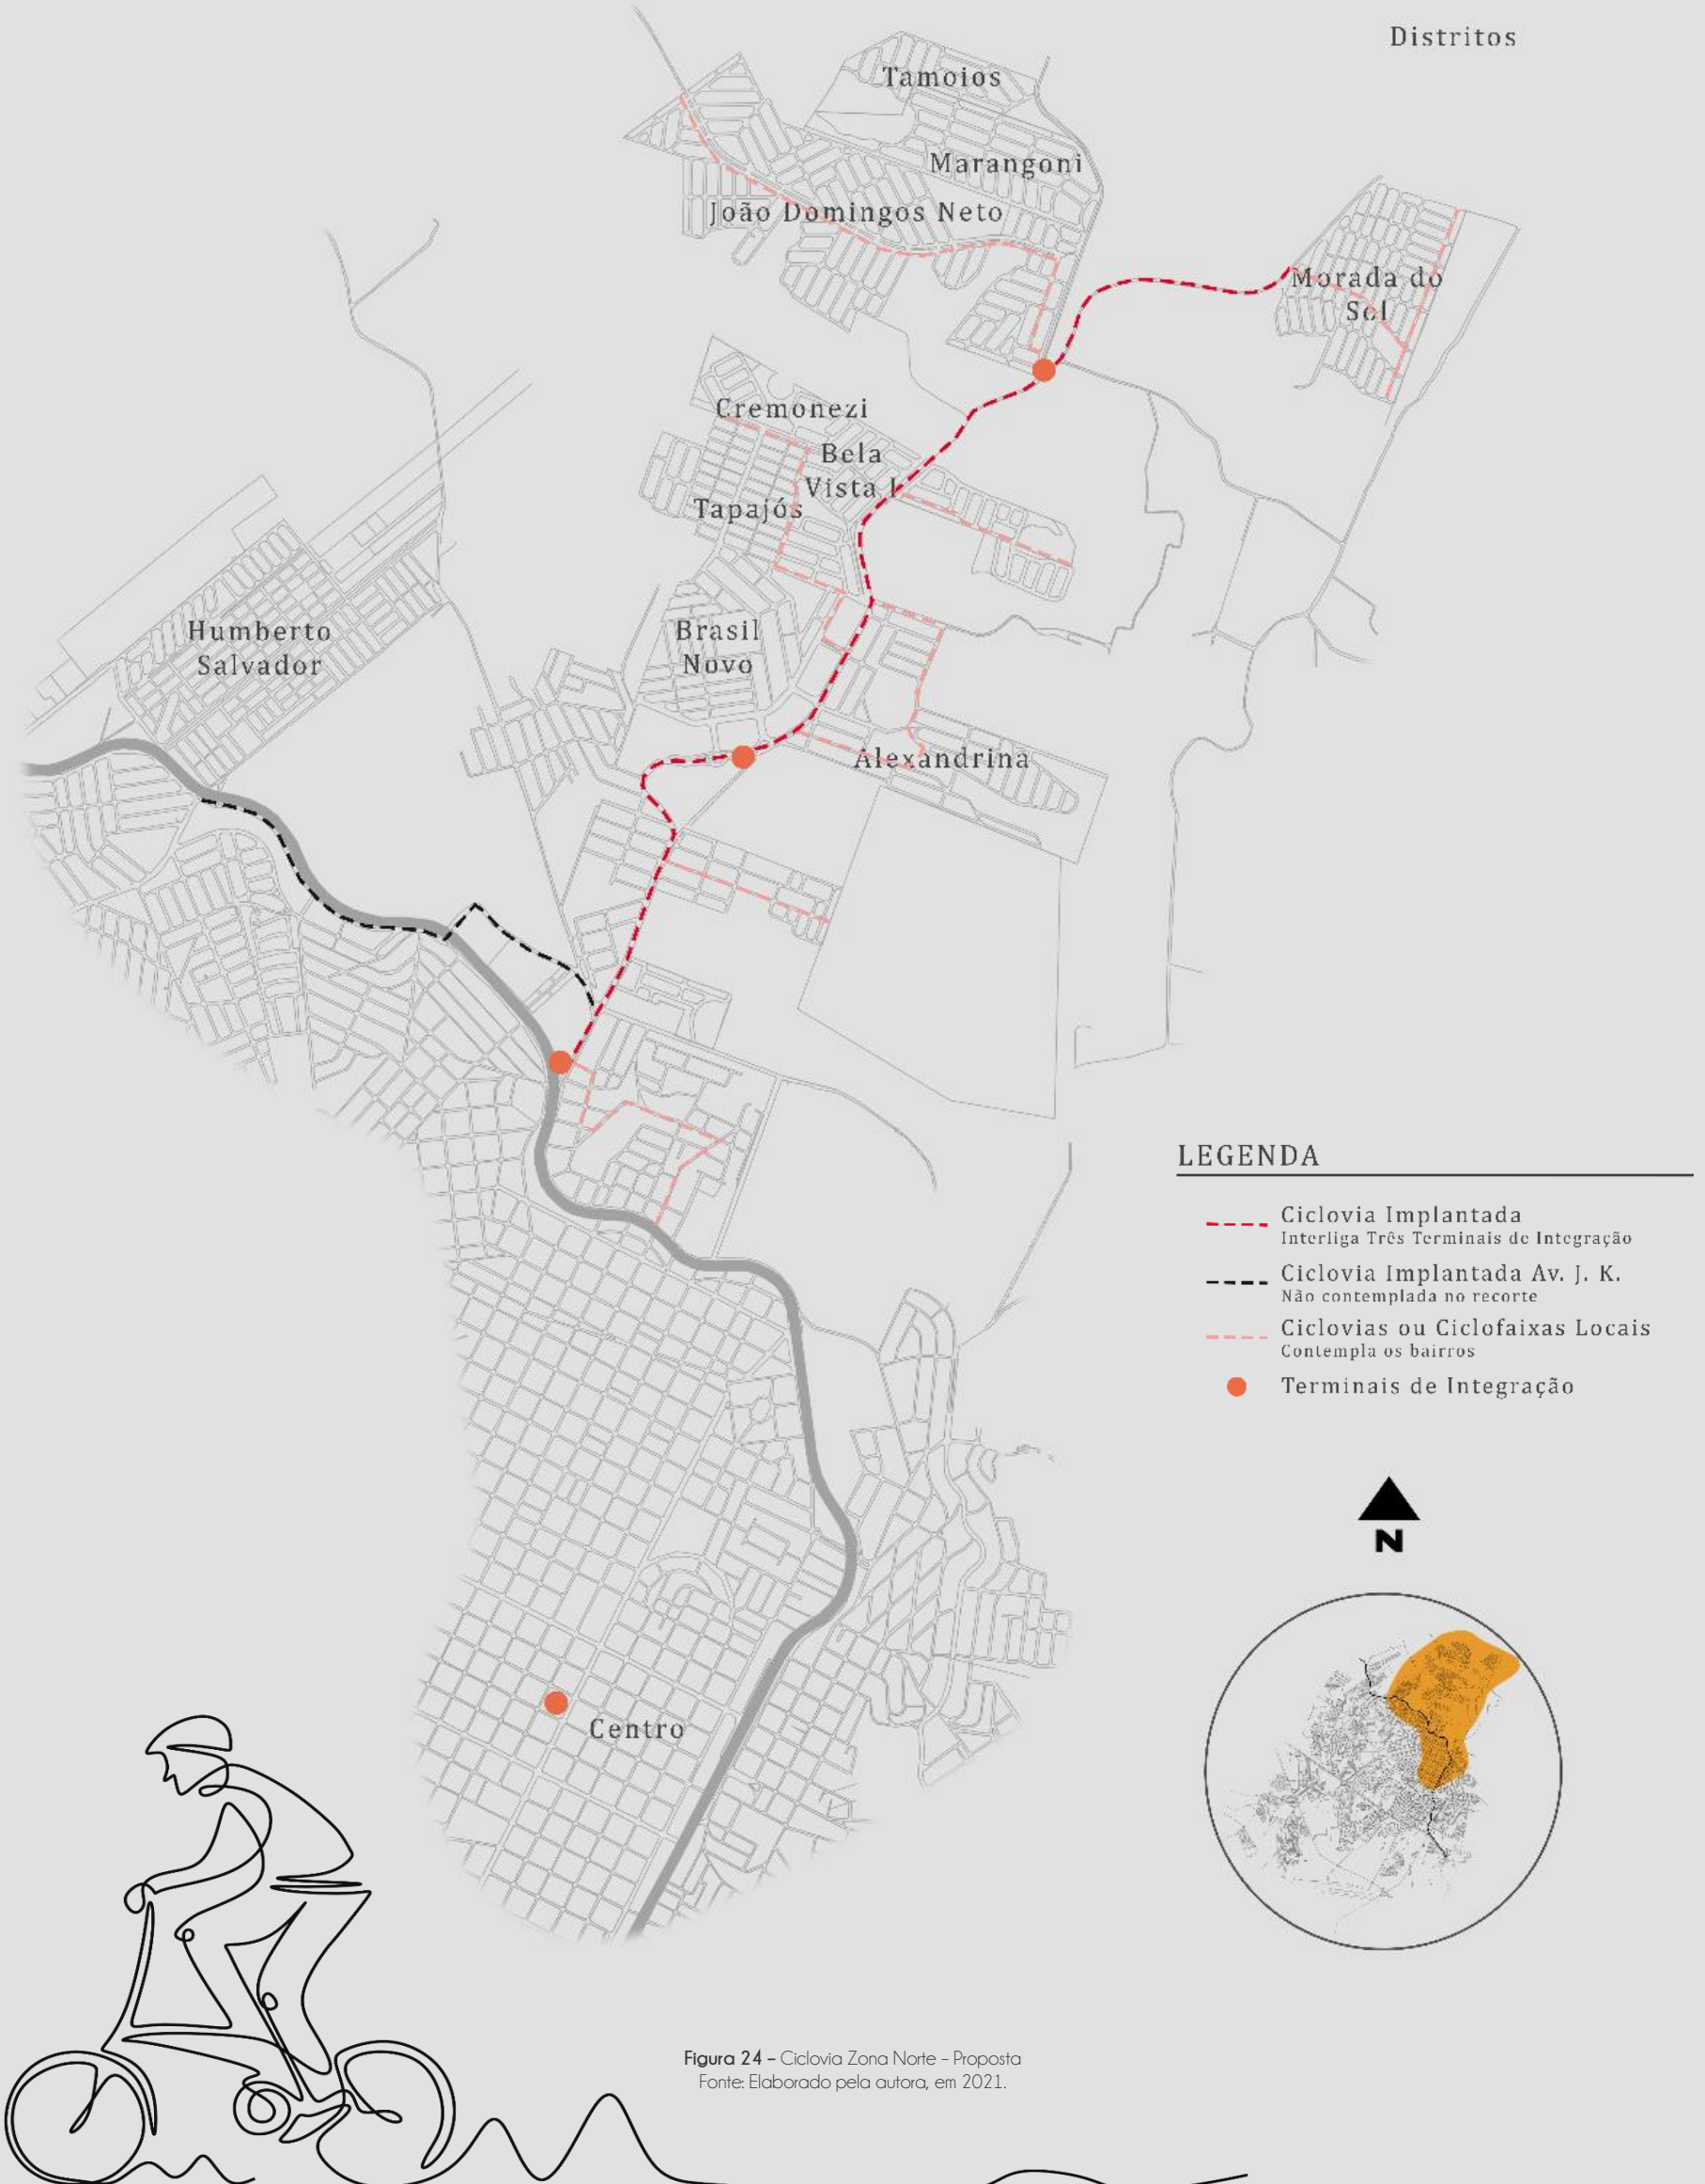 Distritos
Tamoios
Marangoni
João Domingos Neto
Morada do
Sol
Cremonezi
Bela
Vista I
Tapajós
Humberto
Salvador
Brasil
Novo
Alexandrina
LEGENDA
Ciclovia Implantada
Interliga Três Terminais de Integração
Ciclovia Implantada Av. J. K.
Não contemplada no recorte
Ciclovias ou Ciclofaixas Locais
Contempla os bairros
Terminais de Integração
N
Centro
Figura 24 – Ciclovia Zona Norte – Proposta
Fonte: Elaborado pela autora, em 2021.